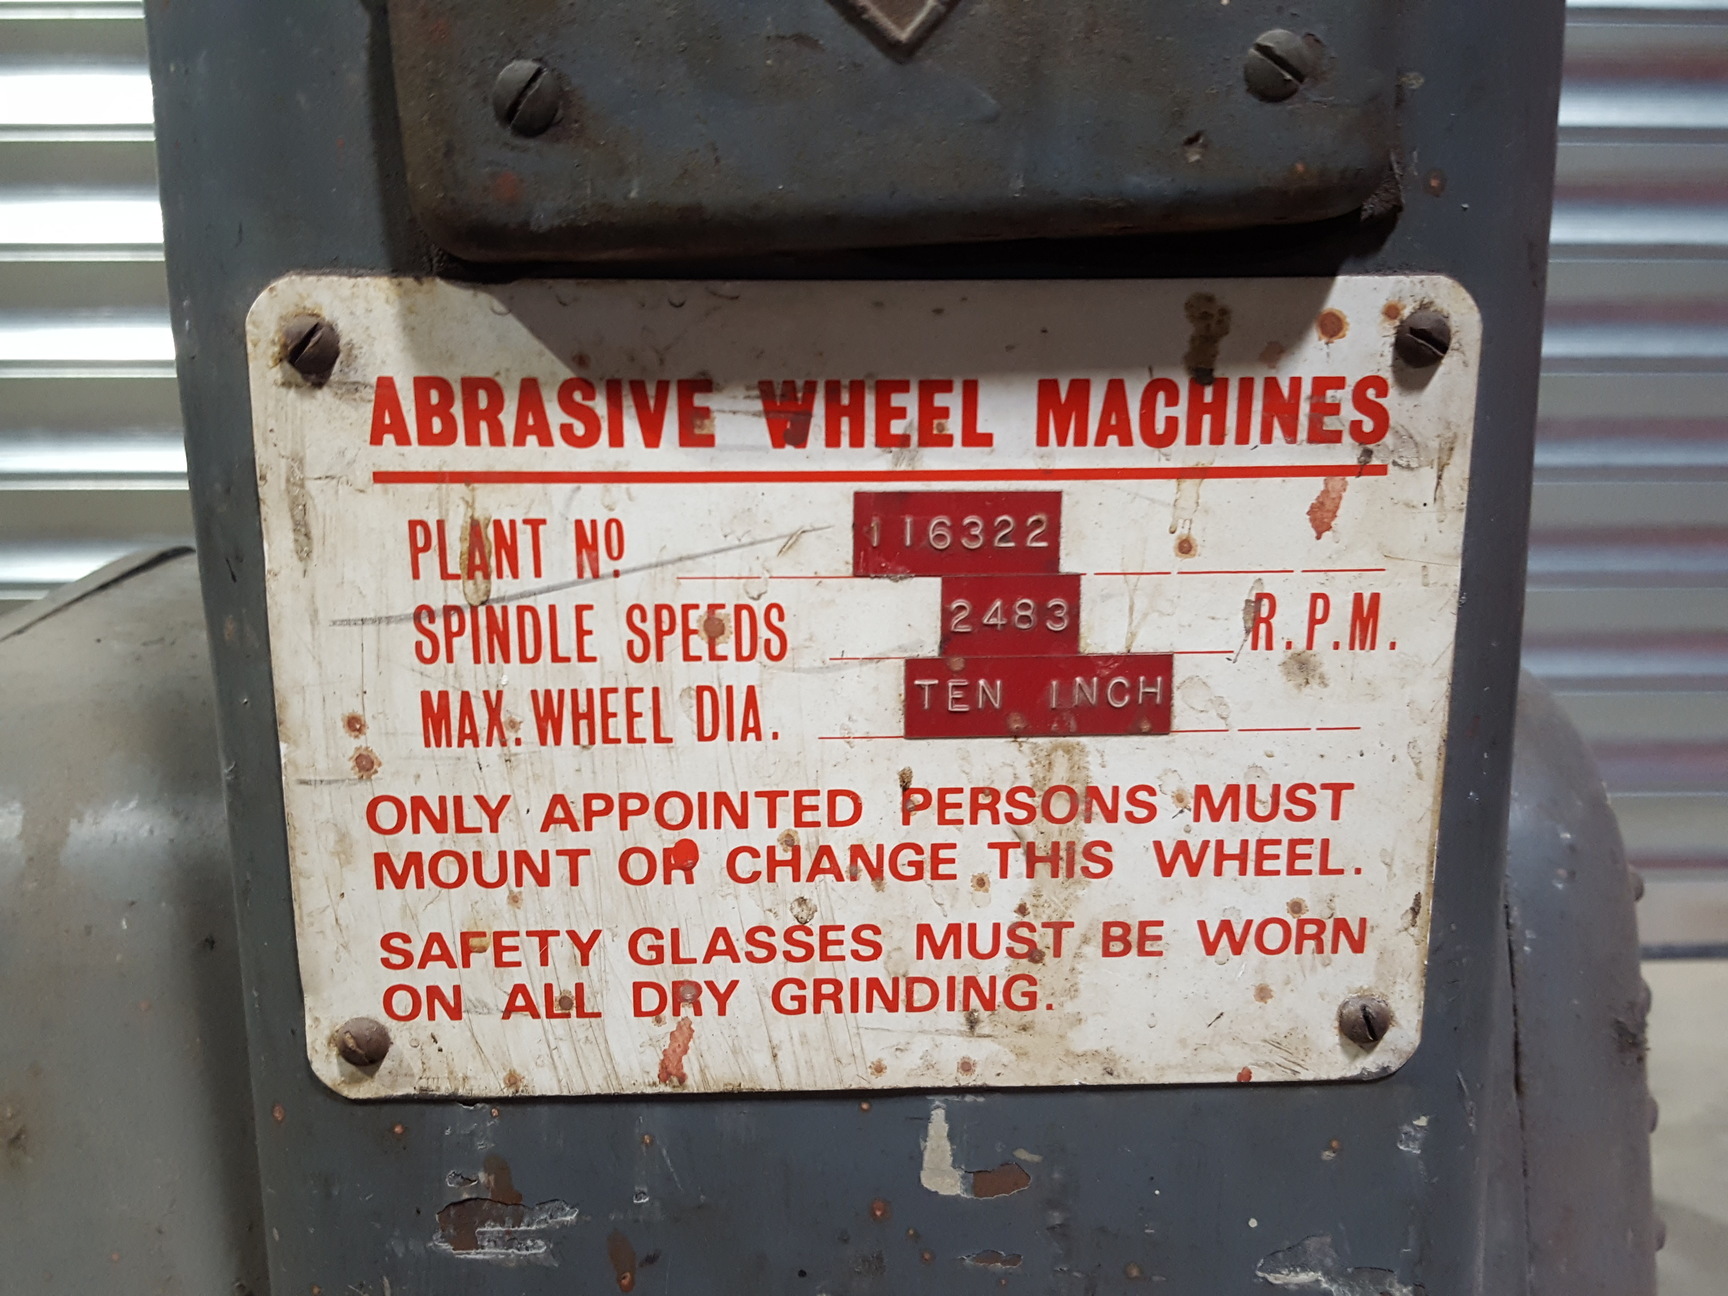 ABRASIVE WHEEL MACHINES
PLANT Nº 116322
SPINDLE SPEEDS 2483 R.P.M.
MAX. WHEEL DIA. TEN INCH
ONLY APPOINTED PERSONS MUST
MOUNT OR CHANGE THIS WHEEL.
SAFETY GLASSES MUST BE WORN
ON ALL DRY GRINDING.